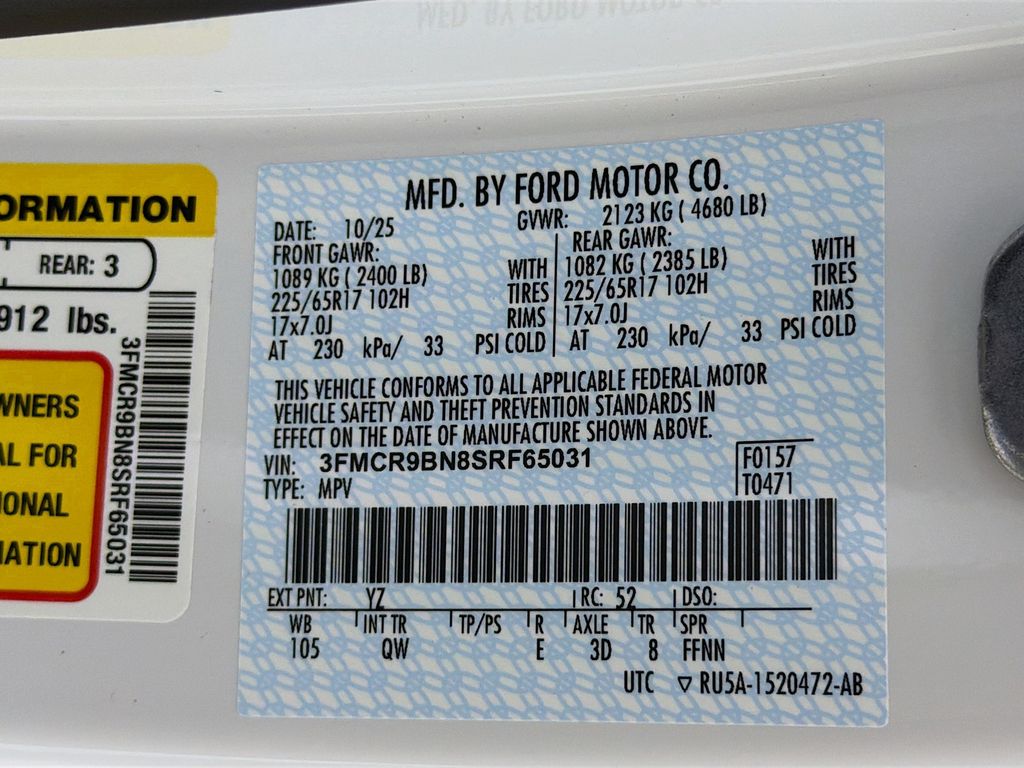 MFD. BY FORD MOTOR CO.
ORMATION
REAR: 3
912 lbs.
WNERS
AL FOR
IONAL
MATION
3FMCR9BN8SRF65031
MFD. BY FORD MOTOR CO.
DATE: 10/25 GVWR: 2123 KG ( 4680 LB)
FRONT GAWR: REAR GAWR:
1089 KG ( 2400 LB) WITH 1082 KG ( 2385 LB) WITH
225/65R17 102H TIRES 225/65R17 102H TIRES
17x7.0J RIMS 17x7.0J RIMS
AT 230 kPa/ 33 PSI COLD AT 230 kPa/ 33 PSI COLD
THIS VEHICLE CONFORMS TO ALL APPLICABLE FEDERAL MOTOR
VEHICLE SAFETY AND THEFT PREVENTION STANDARDS IN
EFFECT ON THE DATE OF MANUFACTURE SHOWN ABOVE.
VIN: 3FMCR9BN8SRF65031 F0157
TYPE: MPV T0471
EXT PNT: YZ RC: 52 DSO:
WB INT TR TP/PS R AXLE TR SPR
105 QW E 3D 8 FFNN
UTC ▽ RU5A-1520472-AB